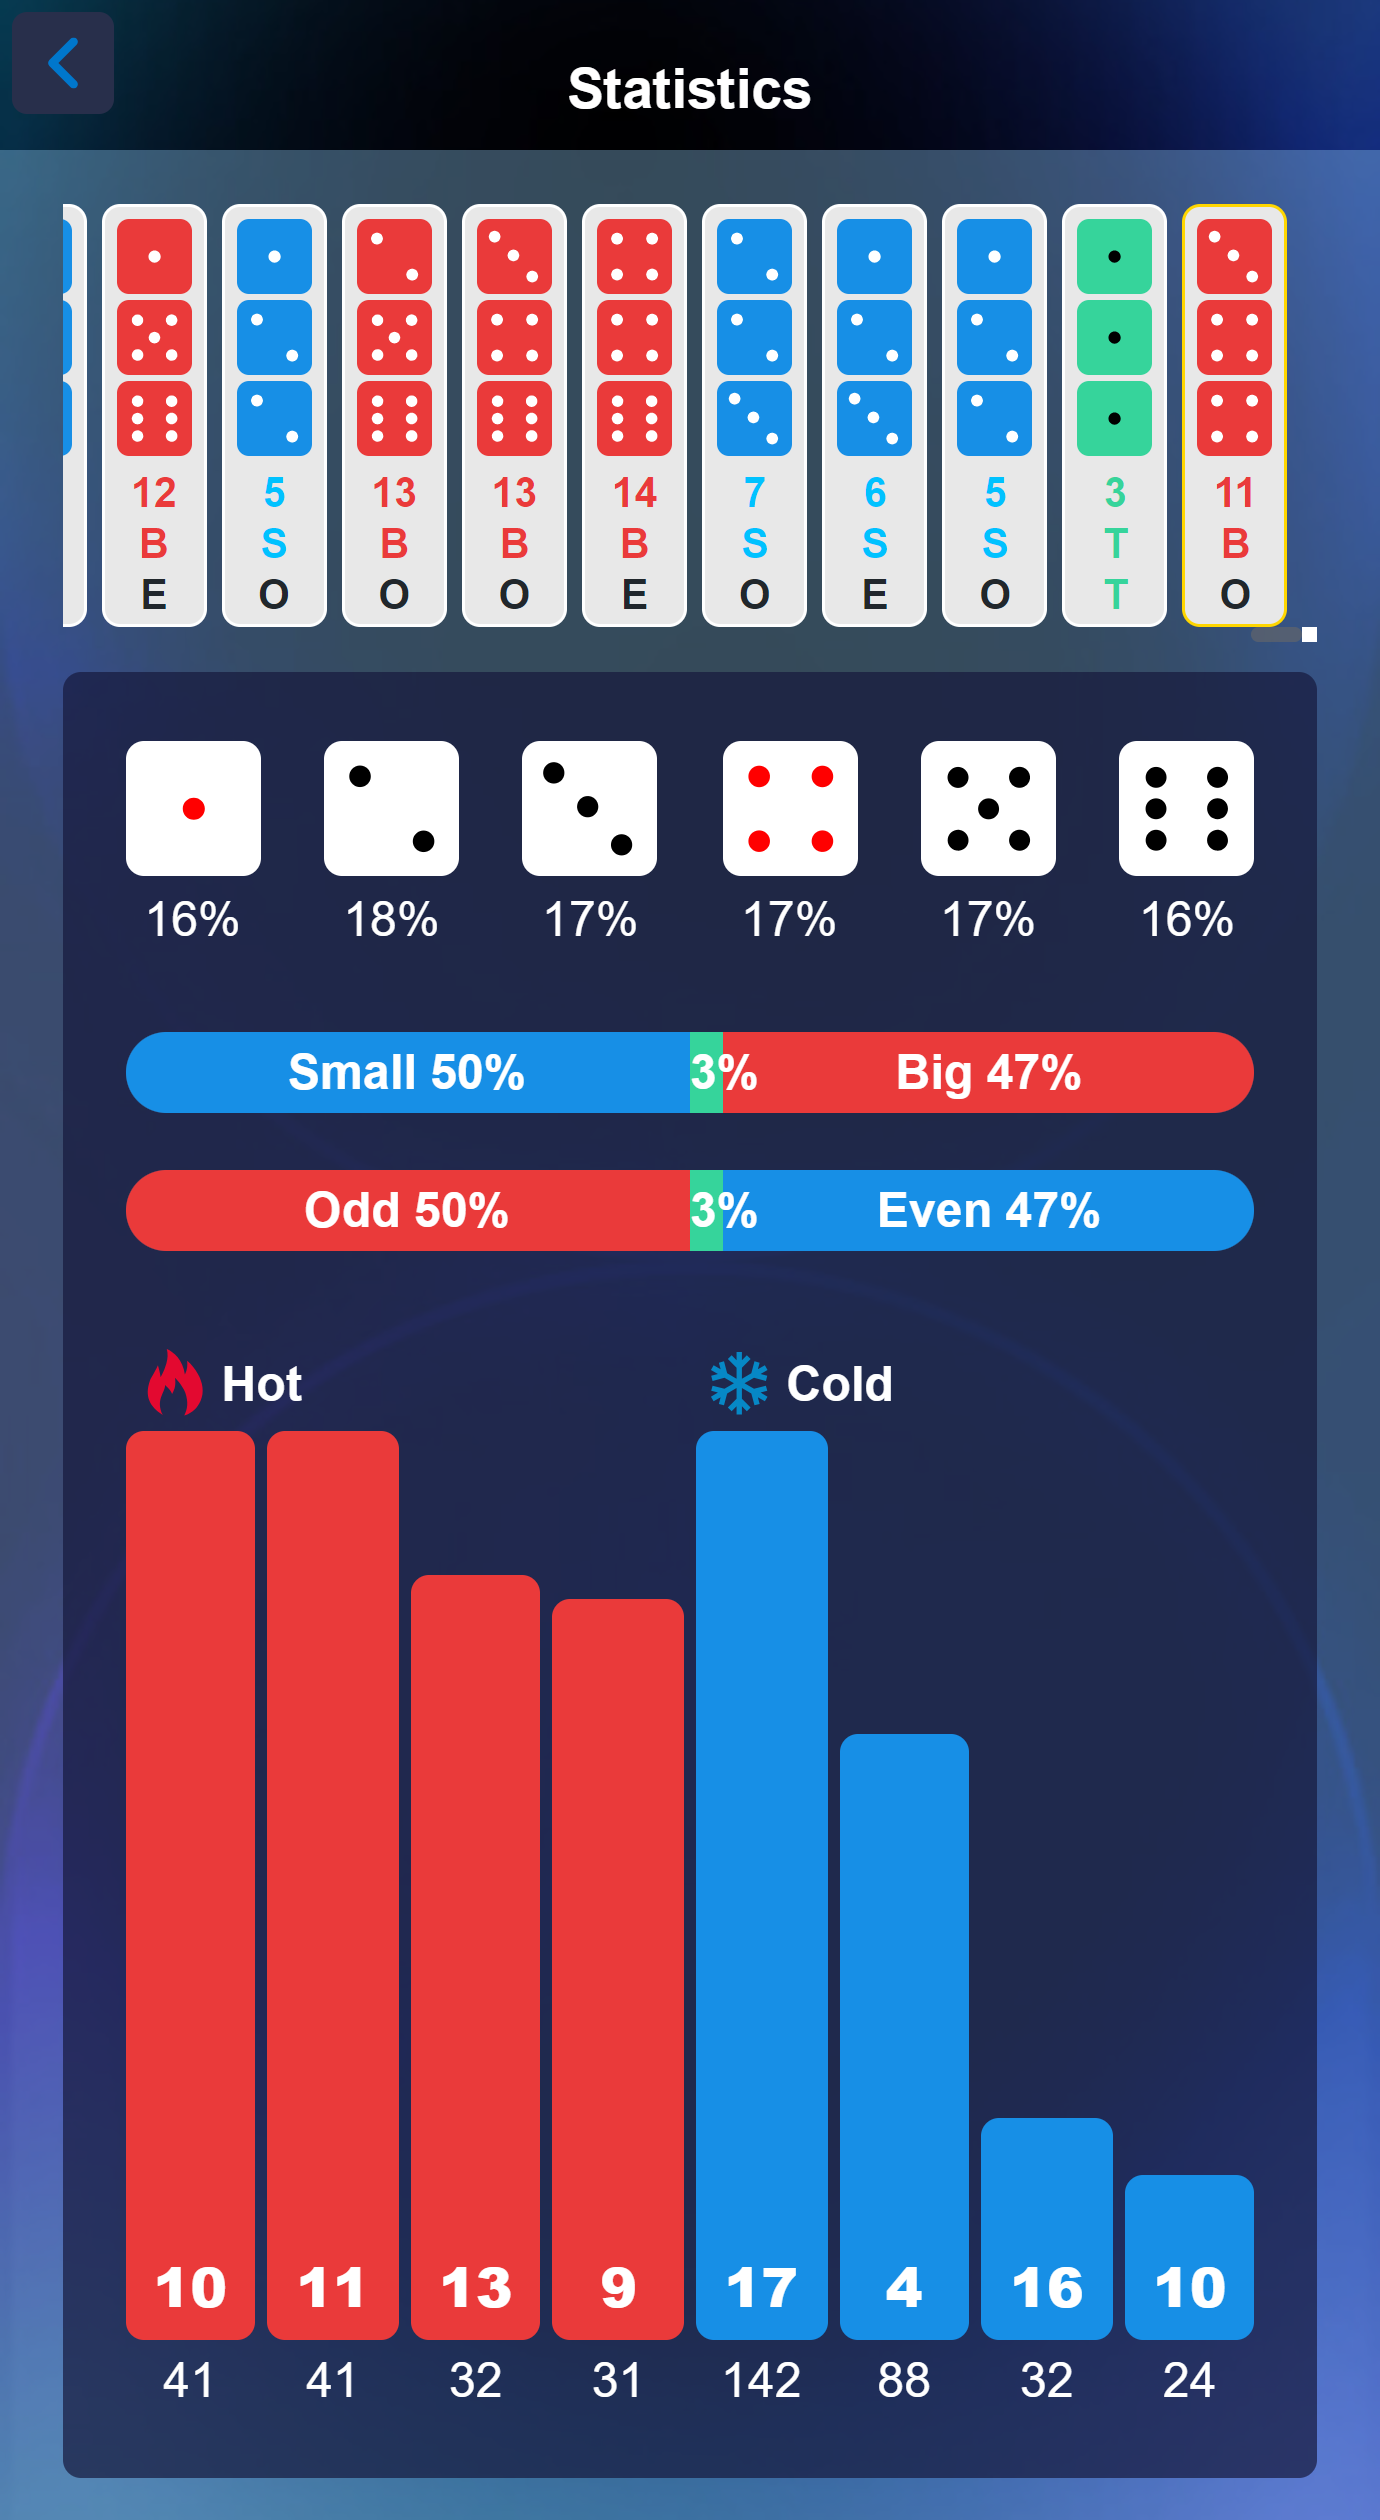 Statistics
12 5 13 13 14 7 6 5 3 11
B S B B B S S S T B
E O O O E O E O T O
16% 18% 17% 17% 17% 16%
Small 50% 3% Big 47%
Odd 50% 3% Even 47%
Hot Cold
10 11 13 9 17 4 16 10
41 41 32 31 142 88 32 24